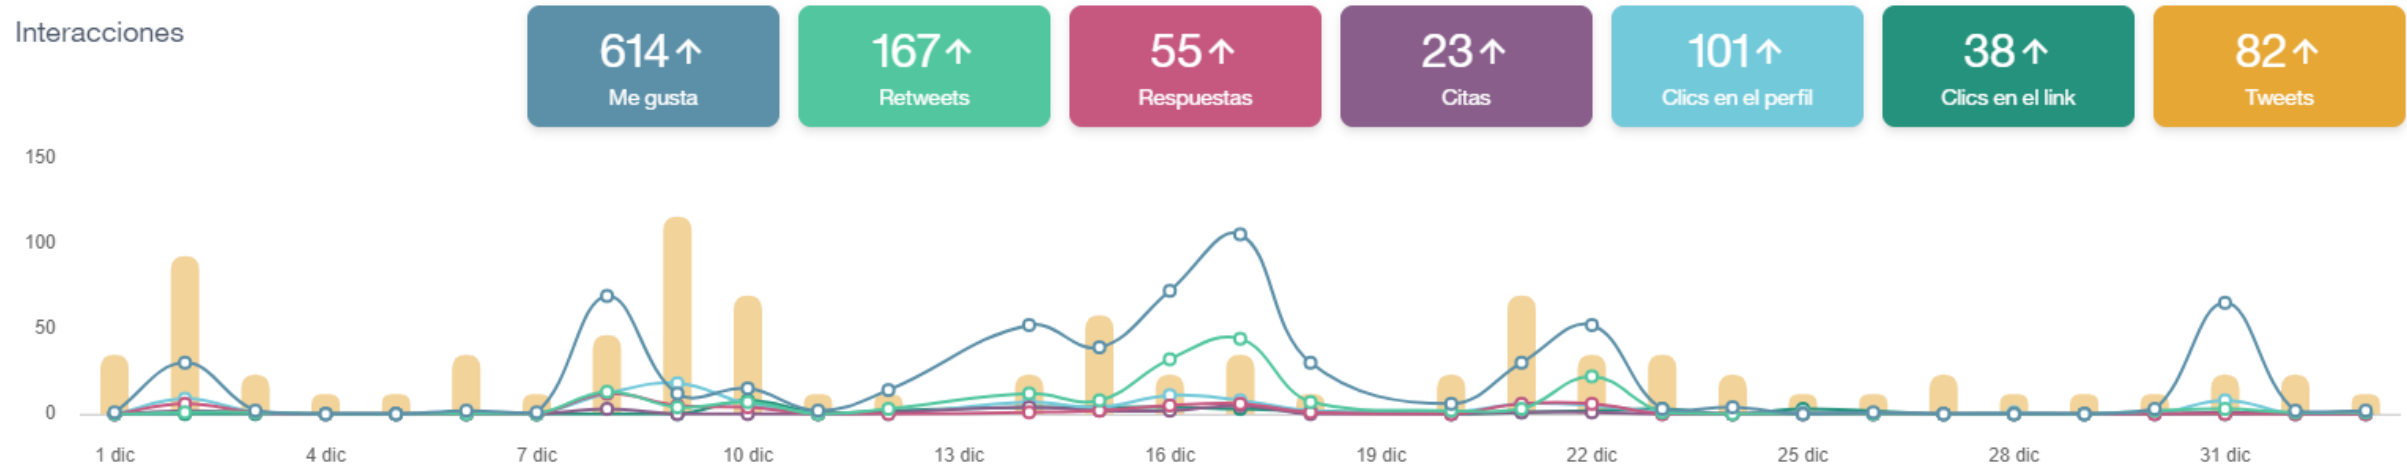 Interacciones
614↑
Me gusta
167↑
Retweets
55↑
Respuestas
23↑
Citas
101↑
Clics en el perfil
38↑
Clics en el link
82↑
Tweets
150
100
50
0
1 dic
4 dic
7 dic
10 dic
13 dic
16 dic
19 dic
22 dic
25 dic
28 dic
31 dic